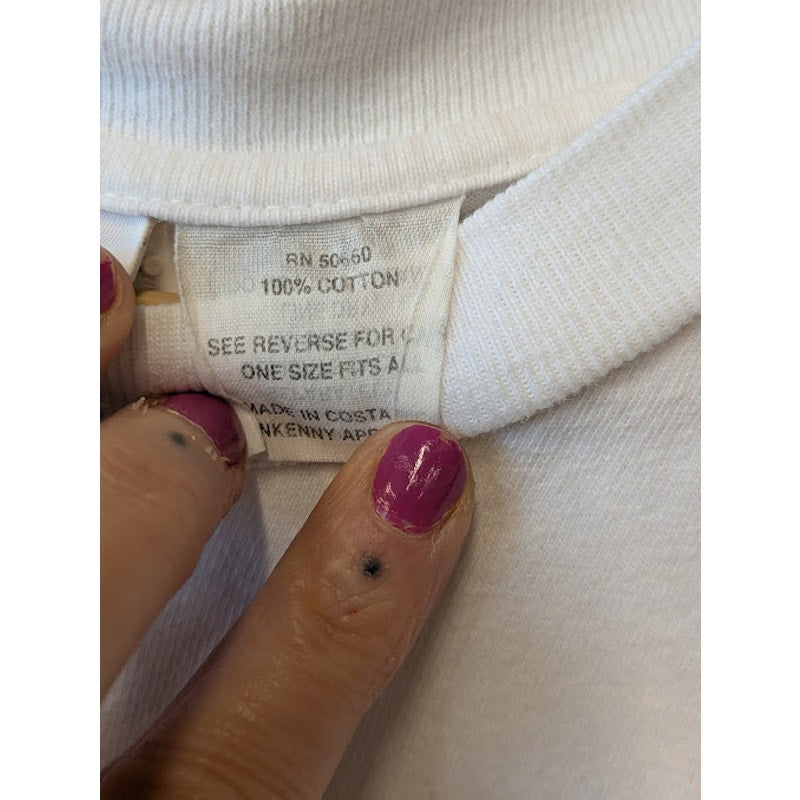 RN 50660
100% COTTON
SEE REVERSE FOR
ONE SIZE FITS A
MADE IN COSTA
NKENNY APP